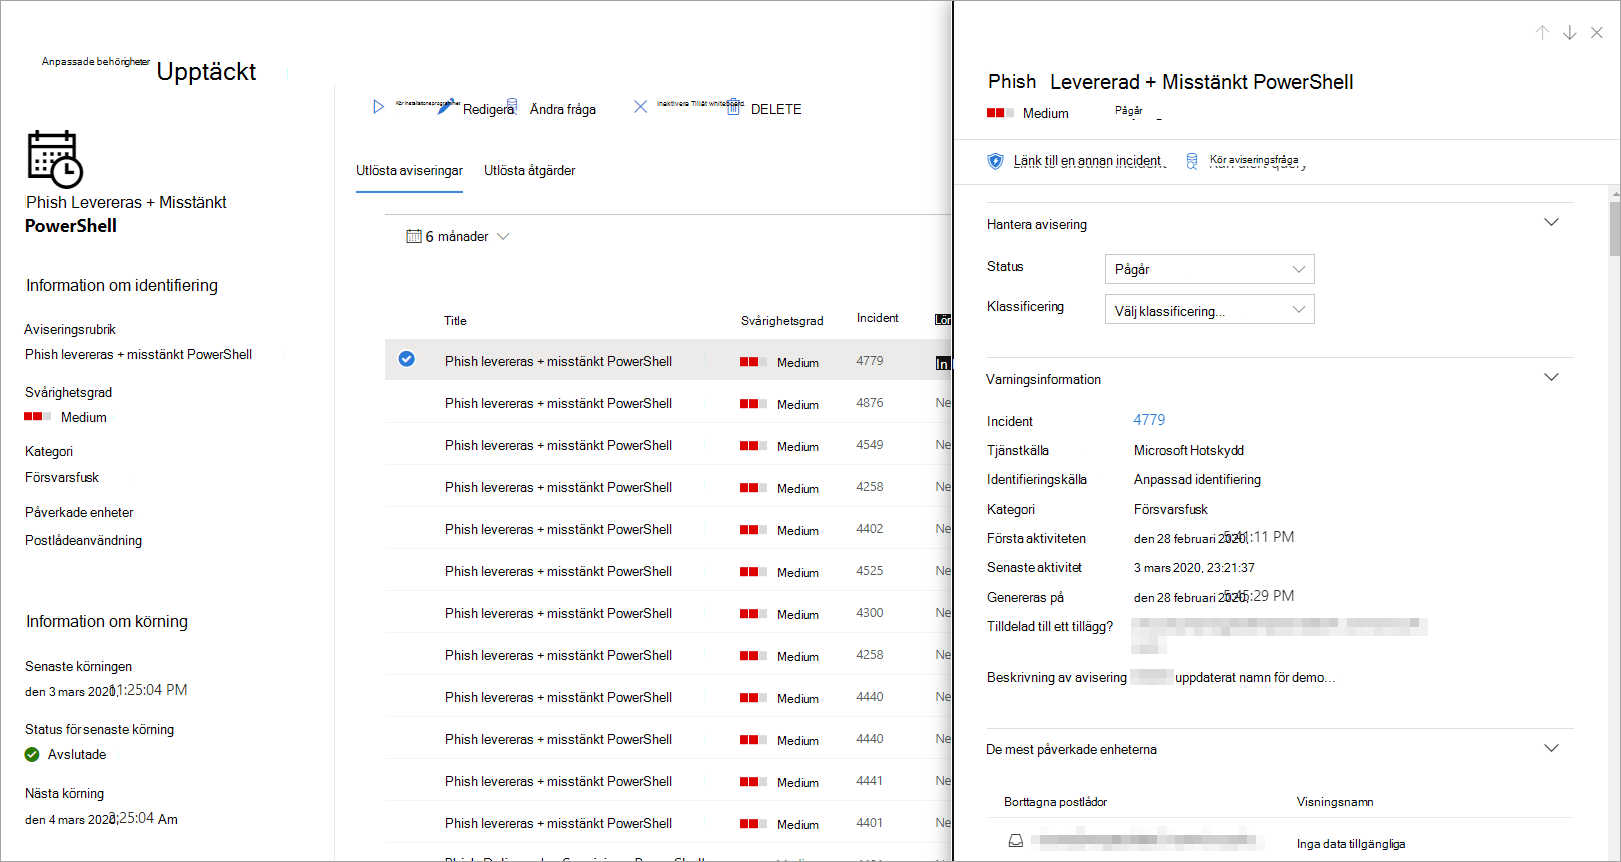 Anpassade behörigheter Upptäckt
Phish Levereras + Misstänkt
PowerShell
Information om identifiering
Aviseringsrubrik
Phish levereras + misstänkt PowerShell
Svårighetsgrad
Medium
Kategori
Försvarsfusk
Påverkade enheter
Postlådeanvändning
Information om körning
Senaste körningen
den 3 mars 2020, 11:25:04 PM
Status för senaste körning
Avslutade
Nästa körning
den 4 mars 2020, 2:25:04 Am
Kör installationsprogrammet Redigera Ändra fråga Inaktivera Tillåt whiteboard. DELETE
Utlösta aviseringar Utlösta åtgärder
6 månader
Title Svårighetsgrad Incident Lör
Phish levereras + misstänkt PowerShell Medium 4779 In
Phish levereras + misstänkt PowerShell Medium 4876 Ne
Phish levereras + misstänkt PowerShell Medium 4549 Ne
Phish levereras + misstänkt PowerShell Medium 4258 Ne
Phish levereras + misstänkt PowerShell Medium 4402 Ne
Phish levereras + misstänkt PowerShell Medium 4525 Ne
Phish levereras + misstänkt PowerShell Medium 4300 Ne
Phish levereras + misstänkt PowerShell Medium 4258 Ne
Phish levereras + misstänkt PowerShell Medium 4440 Ne
Phish levereras + misstänkt PowerShell Medium 4440 Ne
Phish levereras + misstänkt PowerShell Medium 4441 Ne
Phish levereras + misstänkt PowerShell Medium 4401 Ne
Phish Levererad + Misstänkt PowerShell
Medium Pågår
Länk till en annan incident Kör aviseringsfråga
Hantera avisering
Status Pågår
Klassificering Välj klassificering...
Varningsinformation
Incident 4779
Tjänstkälla Microsoft Hotskydd
Identifieringskälla Anpassad identifiering
Kategori Försvarsfusk
Första aktiviteten den 28 februari 2020, 5:41:11 PM
Senaste aktivitet 3 mars 2020, 23:21:37
Genereras på den 28 februari 2020, 5:45:29 PM
Tilldelad till ett tillägg?
Beskrivning av avisering uppdaterat namn för demo...
De mest påverkade enheterna
Borttagna postlådor Visningsnamn
Inga data tillgängliga